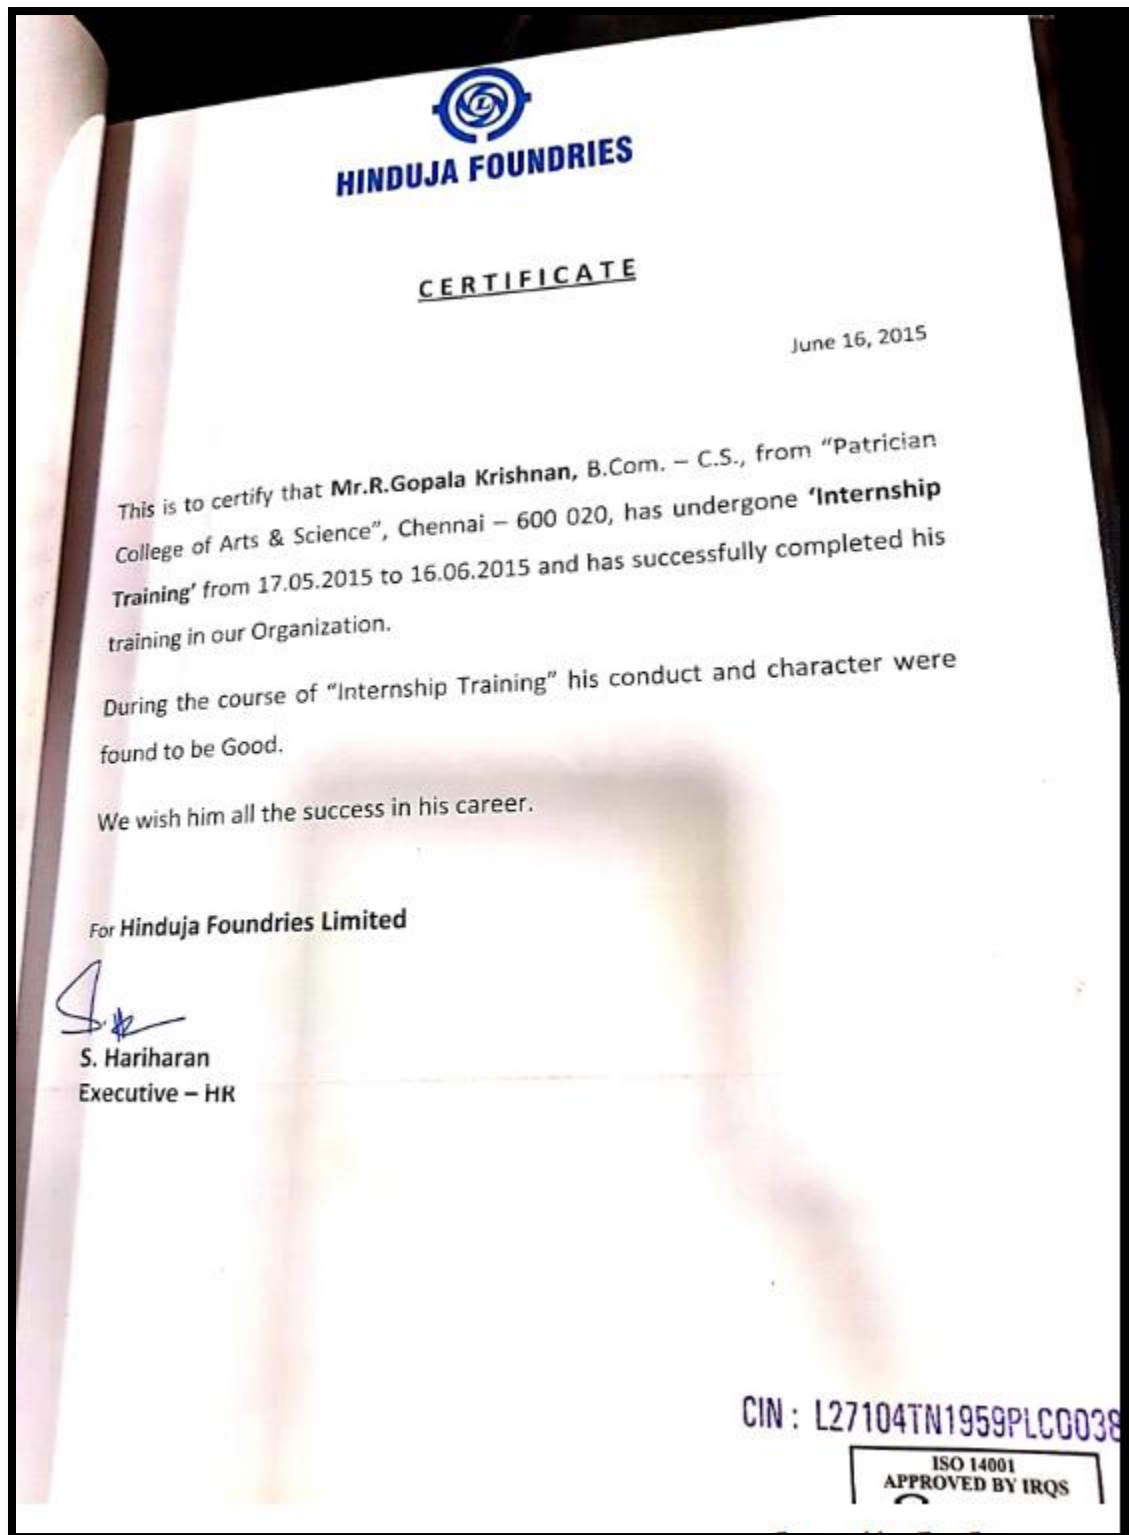 HINDUJA FOUNDRIES
CERTIFICATE
June 16, 2015
This is to certify that Mr.R.Gopala Krishnan, B.Com. – C.S., from “Patrician
College of Arts & Science”, Chennai – 600 020, has undergone ‘Internship
Training’ from 17.05.2015 to 16.06.2015 and has successfully completed his
training in our Organization.
During the course of “Internship Training” his conduct and character were
found to be Good.
We wish him all the success in his career.
For Hinduja Foundries Limited
S. Hariharan
Executive – HR
CIN : L27104TN1959PLC0038
ISO 14001
APPROVED BY IRQS